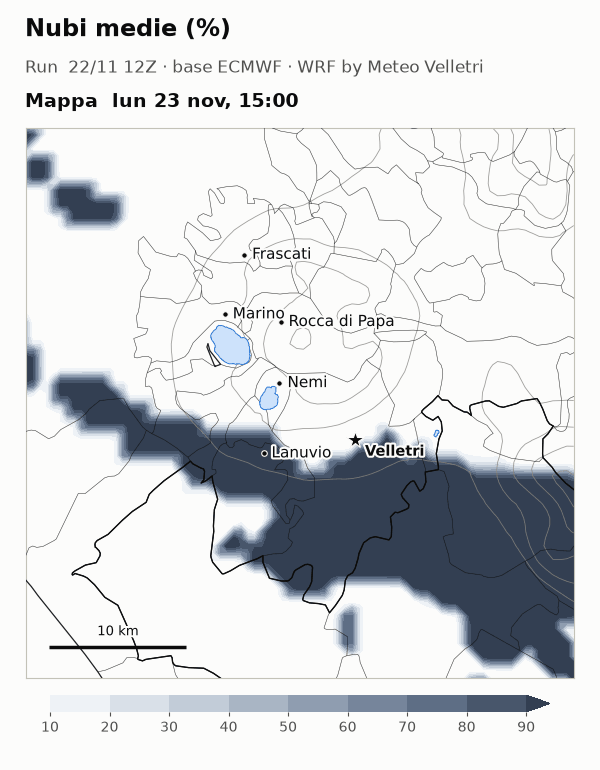 Nubi medie (%)
Run  22/11 12Z · base ECMWF · WRF by Meteo Velletri
Mappa  lun 23 nov, 15:00
Frascati
Marino
Rocca di Papa
Nemi
Lanuvio
Velletri
10 km
10 20 30 40 50 60 70 80 90